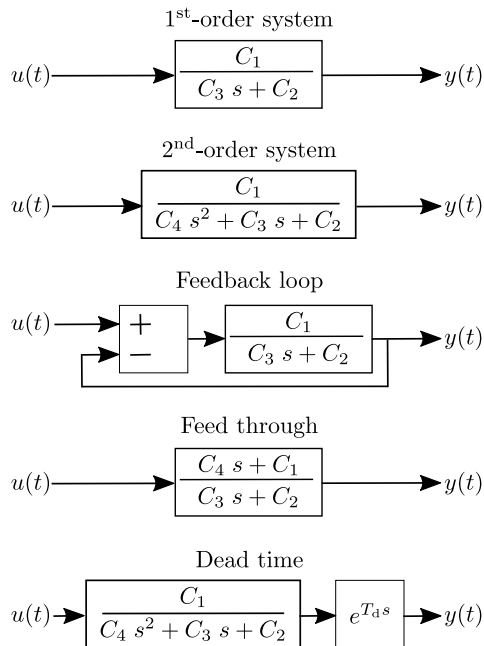 1st-order system
u(t) C₁ / (C₃ s + C₂) y(t)
2nd-order system
u(t) C₁ / (C₄ s² + C₃ s + C₂) y(t)
Feedback loop
u(t) + − C₁ / (C₃ s + C₂) y(t)
Feed through
u(t) (C₄ s + C₁) / (C₃ s + C₂) y(t)
Dead time
u(t) C₁ / (C₄ s² + C₃ s + C₂) e^{T_d s} y(t)